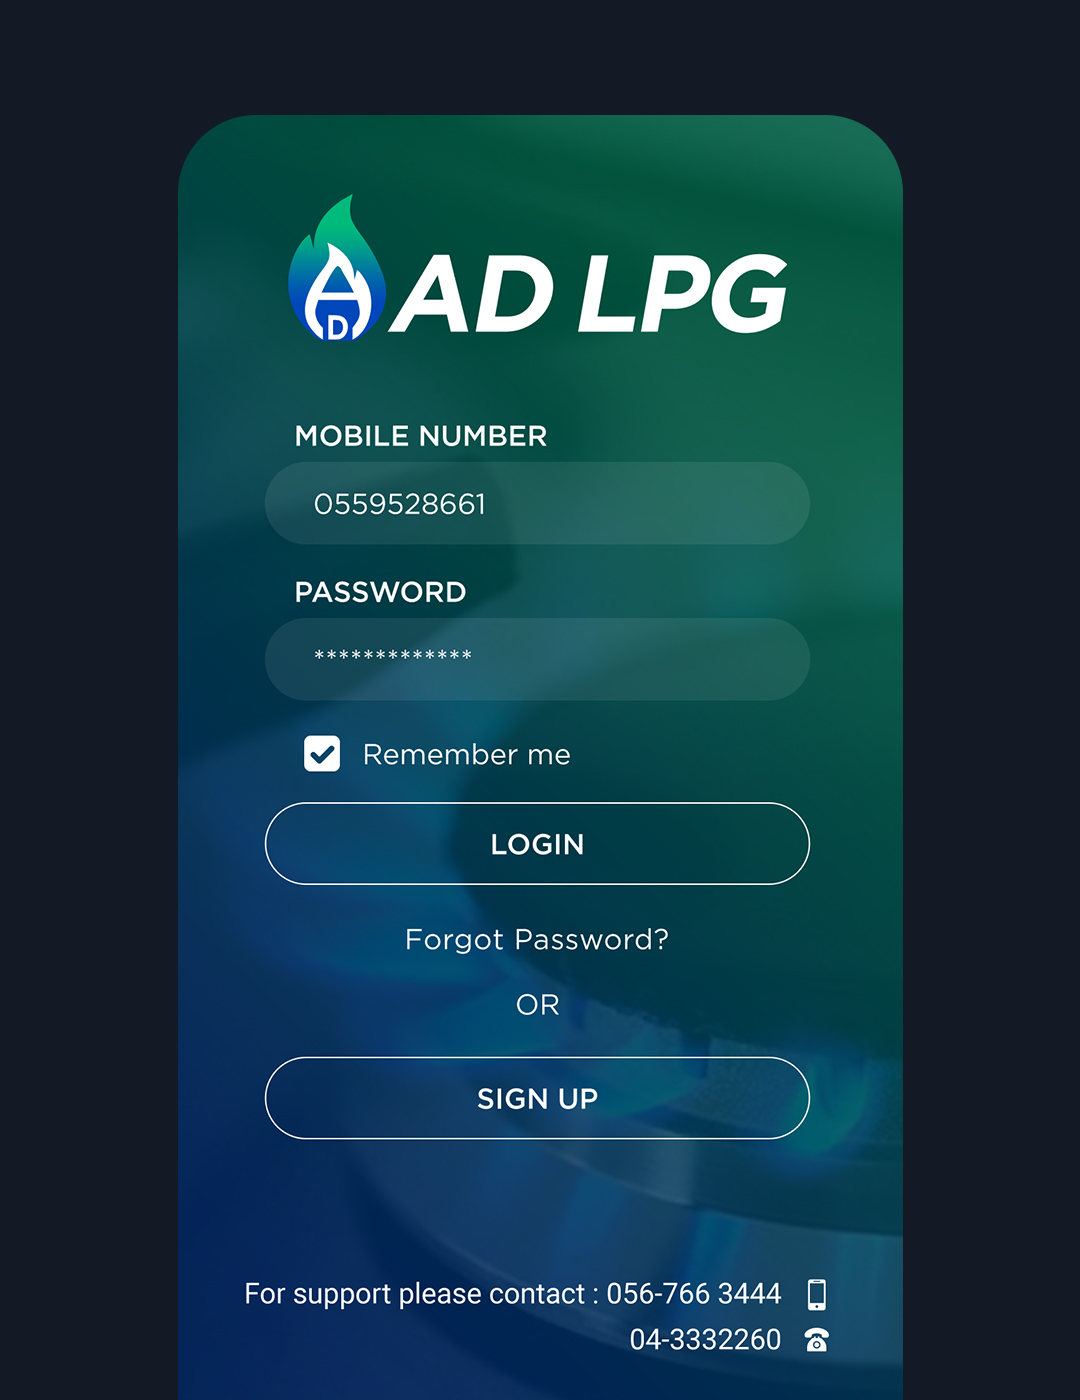 AD
AD LPG
MOBILE NUMBER
0559528661
PASSWORD
*************
Remember me
LOGIN
Forgot Password?
OR
SIGN UP
For support please contact : 056-766 3444
04-3332260